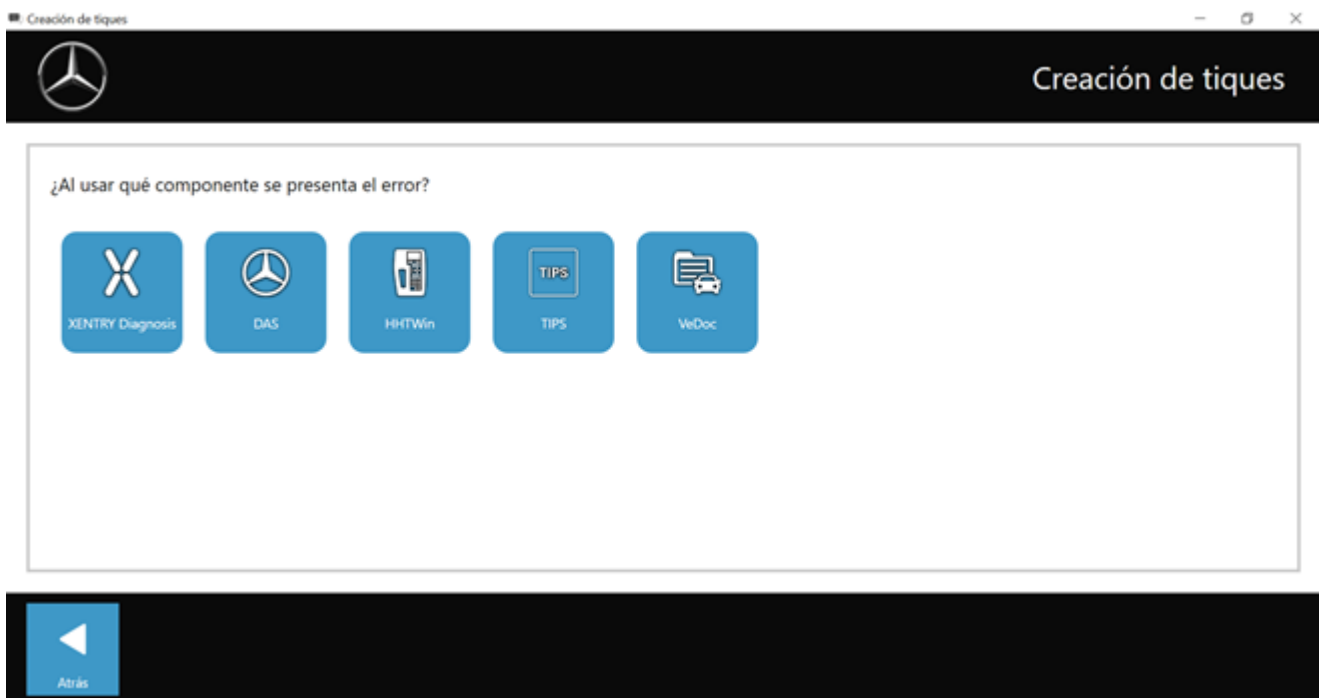 Creación de tiques
Creación de tiques
¿Al usar qué componente se presenta el error?
TIPS
XENTRY Diagnosis
DAS
HHTWin
TIPS
VeDoc
Atrás